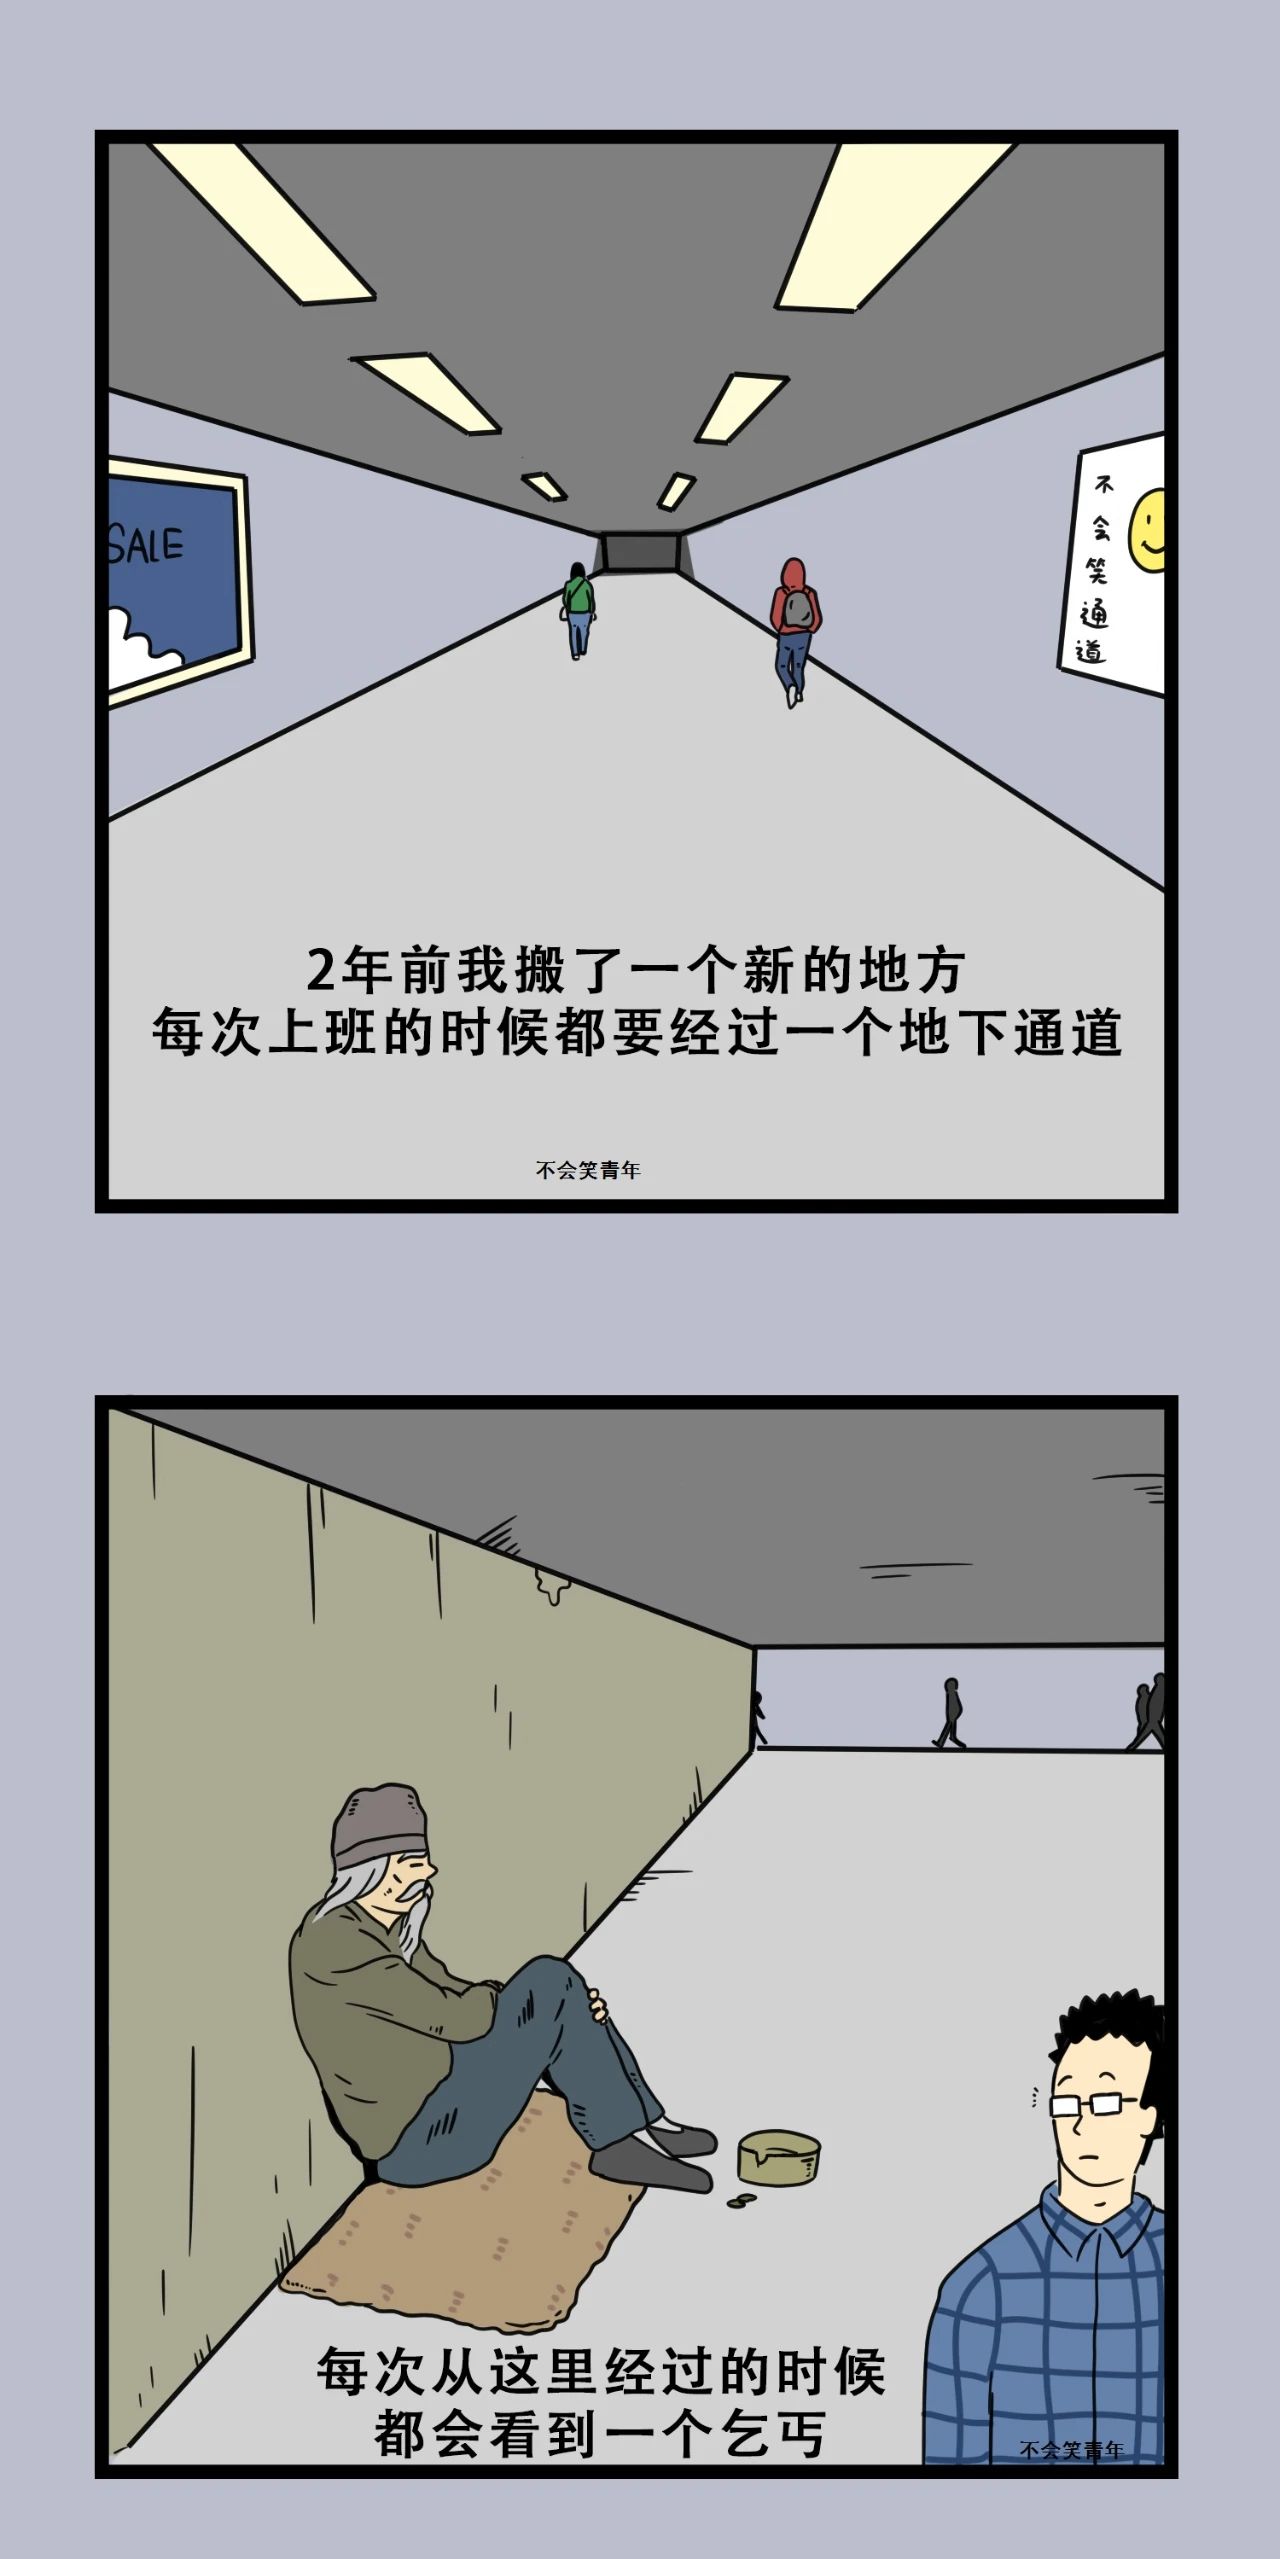 SALE
不会笑通道
2年前我搬了一个新的地方
每次上班的时候都要经过一个地下通道
不会笑青年
每次从这里经过的时候
都会看到一个乞丐
不会笑青年